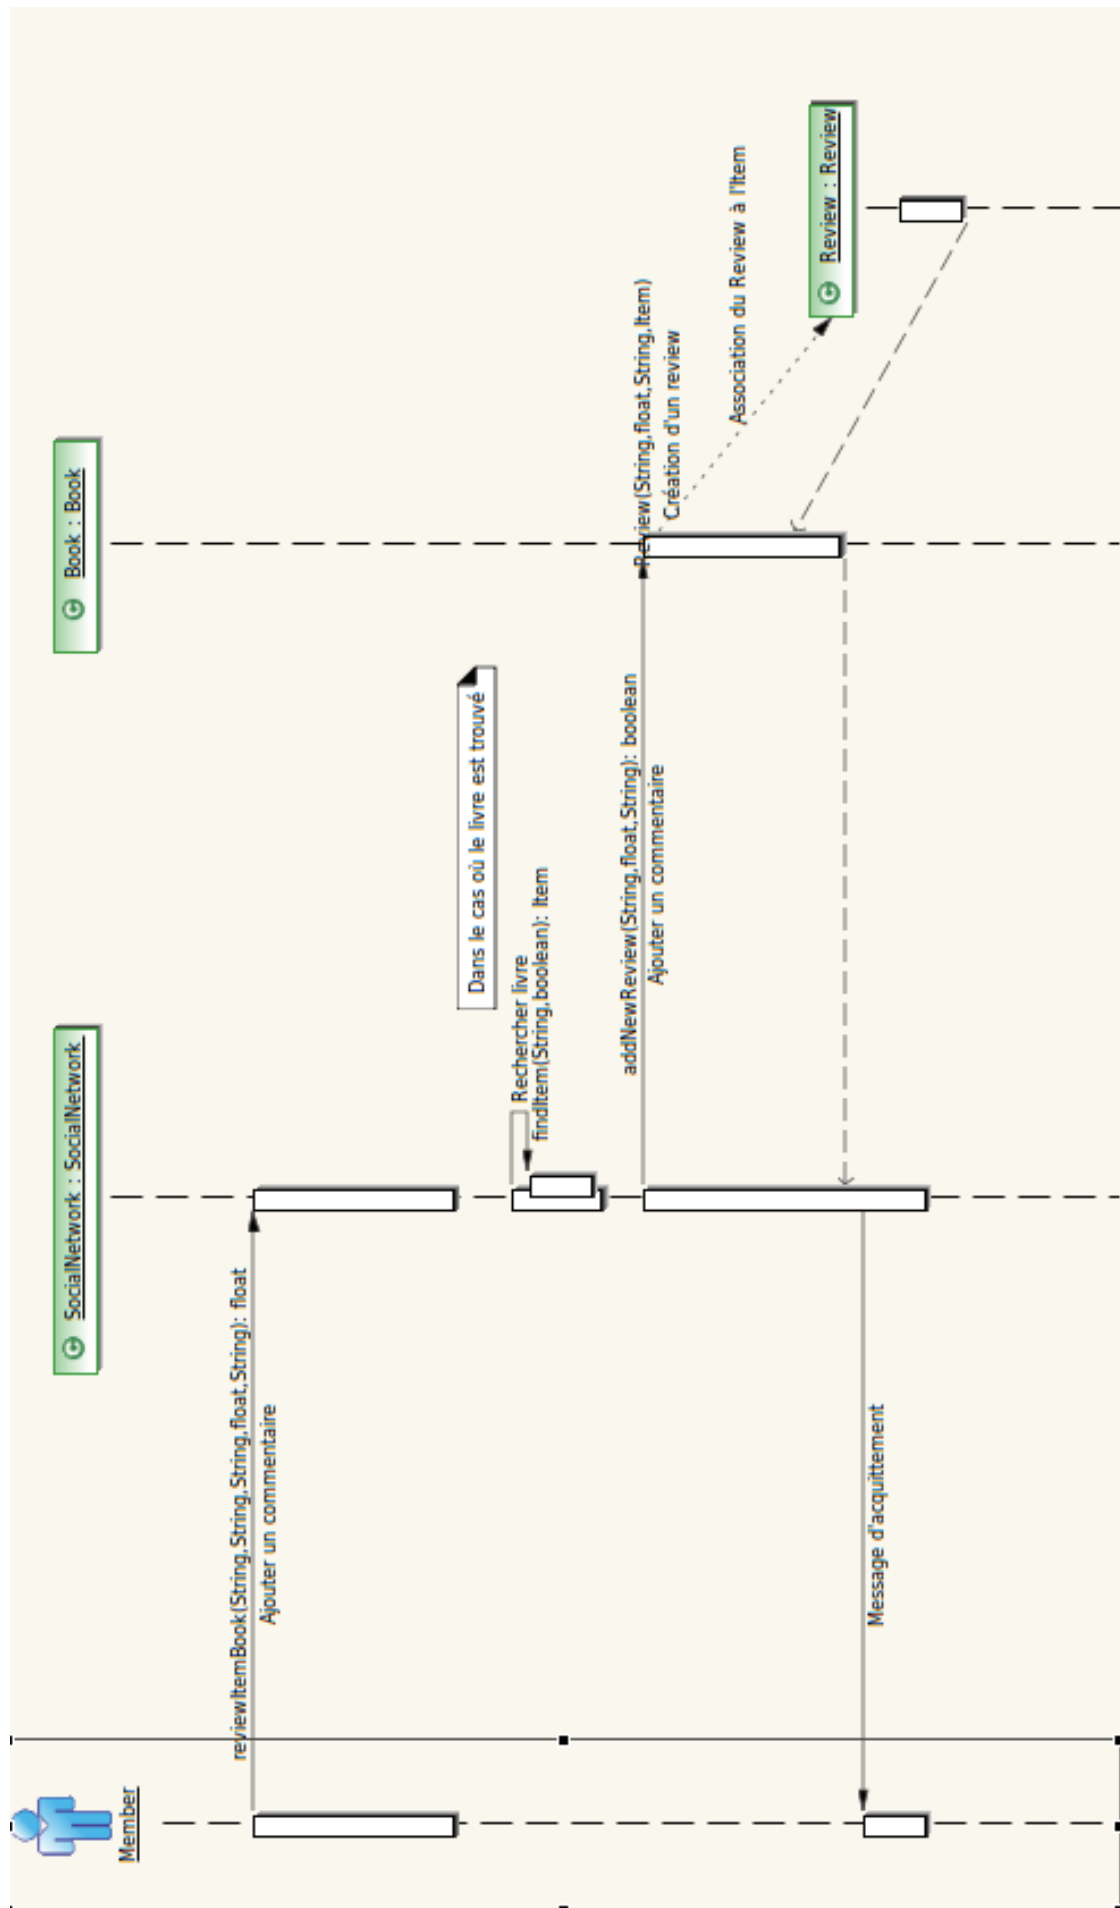 Member
SocialNetwork : SocialNetwork
Book : Book
Review : Review
reviewItemBook(String,String,String,float,String): float
Ajouter un commentaire
Dans le cas où le livre est trouvé
Rechercher livre
findItem(String,boolean): Item
addNewReview(String,float,String): boolean
Ajouter un commentaire
Review(String,float,String,Item)
Création d'un review
Association du Review à l'Item
Message d'acquittement